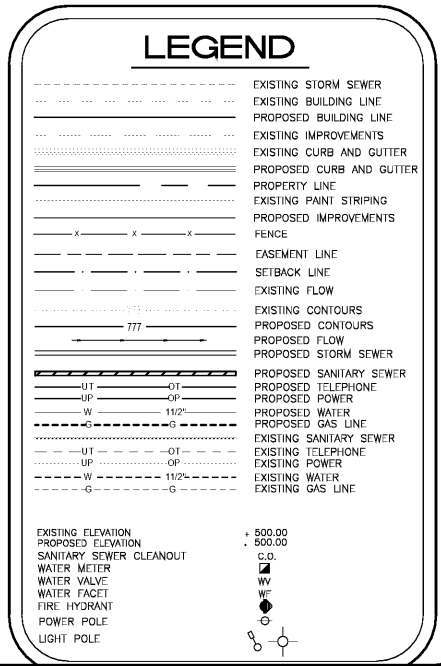 LEGEND
EXISTING STORM SEWER
EXISTING BUILDING LINE
PROPOSED BUILDING LINE
EXISTING IMPROVEMENTS
EXISTING CURB AND GUTTER
PROPOSED CURB AND GUTTER
PROPERTY LINE
EXISTING PAINT STRIPING
PROPOSED IMPROVEMENTS
X X X FENCE
EASEMENT LINE
SETBACK LINE
EXISTING FLOW
EXISTING CONTOURS
777 PROPOSED CONTOURS
PROPOSED FLOW
PROPOSED STORM SEWER
PROPOSED SANITARY SEWER
UT OT PROPOSED TELEPHONE
UP OP PROPOSED POWER
W 11/2" PROPOSED WATER
G G PROPOSED GAS LINE
EXISTING SANITARY SEWER
UT OT EXISTING TELEPHONE
UP OP EXISTING POWER
W 11/2" EXISTING WATER
G G EXISTING GAS LINE
EXISTING ELEVATION + 500.00
PROPOSED ELEVATION . 500.00
SANITARY SEWER CLEANOUT C.O.
WATER METER
WATER VALVE WV
WATER FACET WF
FIRE HYDRANT
POWER POLE
LIGHT POLE